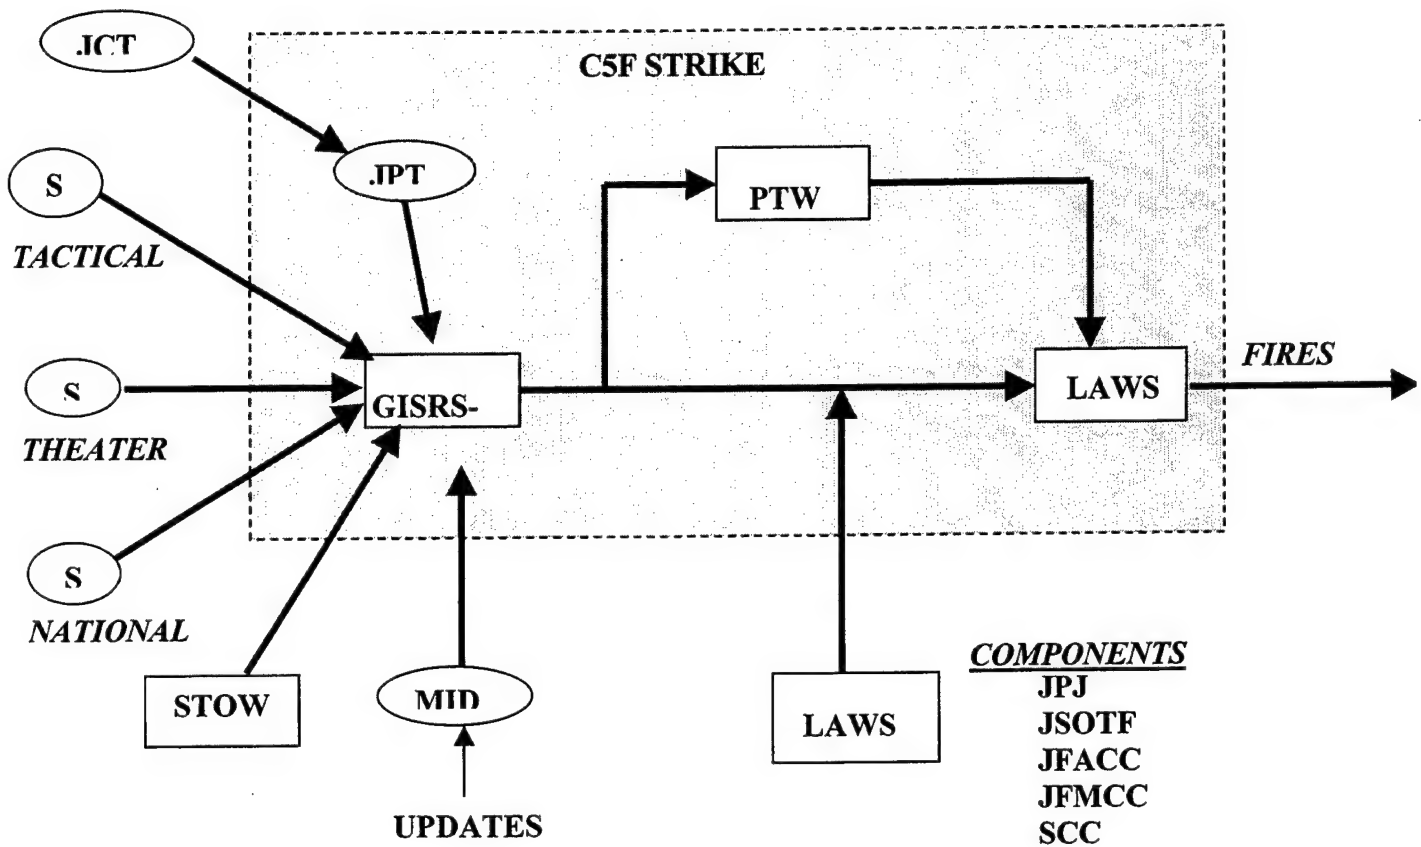 JCT
C5F STRIKE
JPT
S
TACTICAL
PTW
S
THEATER
GISRS-
LAWS
FIRES
S
NATIONAL
STOW
MID
UPDATES
LAWS
COMPONENTS
JPJ
JSOTF
JFACC
JFMCC
SCC